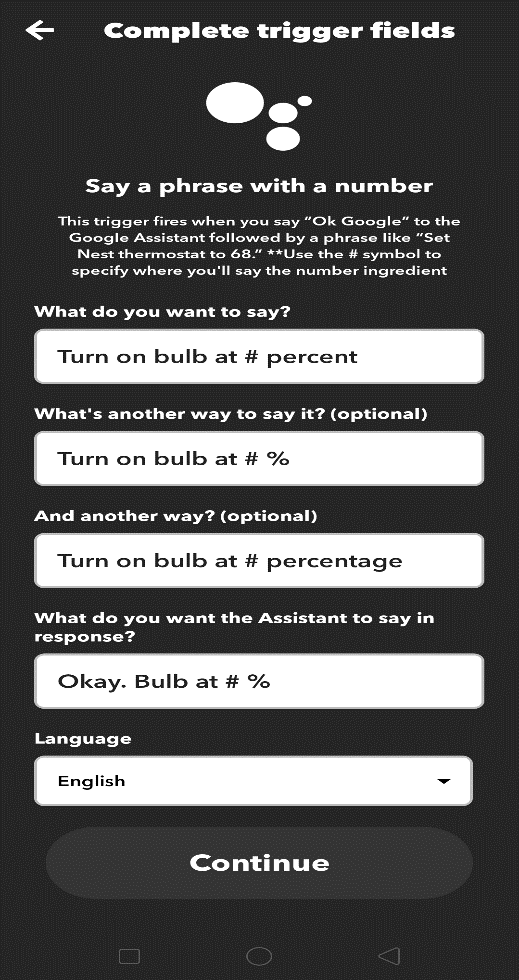 Complete trigger fields
Say a phrase with a number
This trigger fires when you say “Ok Google” to the
Google Assistant followed by a phrase like “Set
Nest thermostat to 68.” **Use the # symbol to
specify where you'll say the number ingredient
What do you want to say?
Turn on bulb at # percent
What's another way to say it? (optional)
Turn on bulb at # %
And another way? (optional)
Turn on bulb at # percentage
What do you want the Assistant to say in
response?
Okay. Bulb at # %
Language
English
Continue